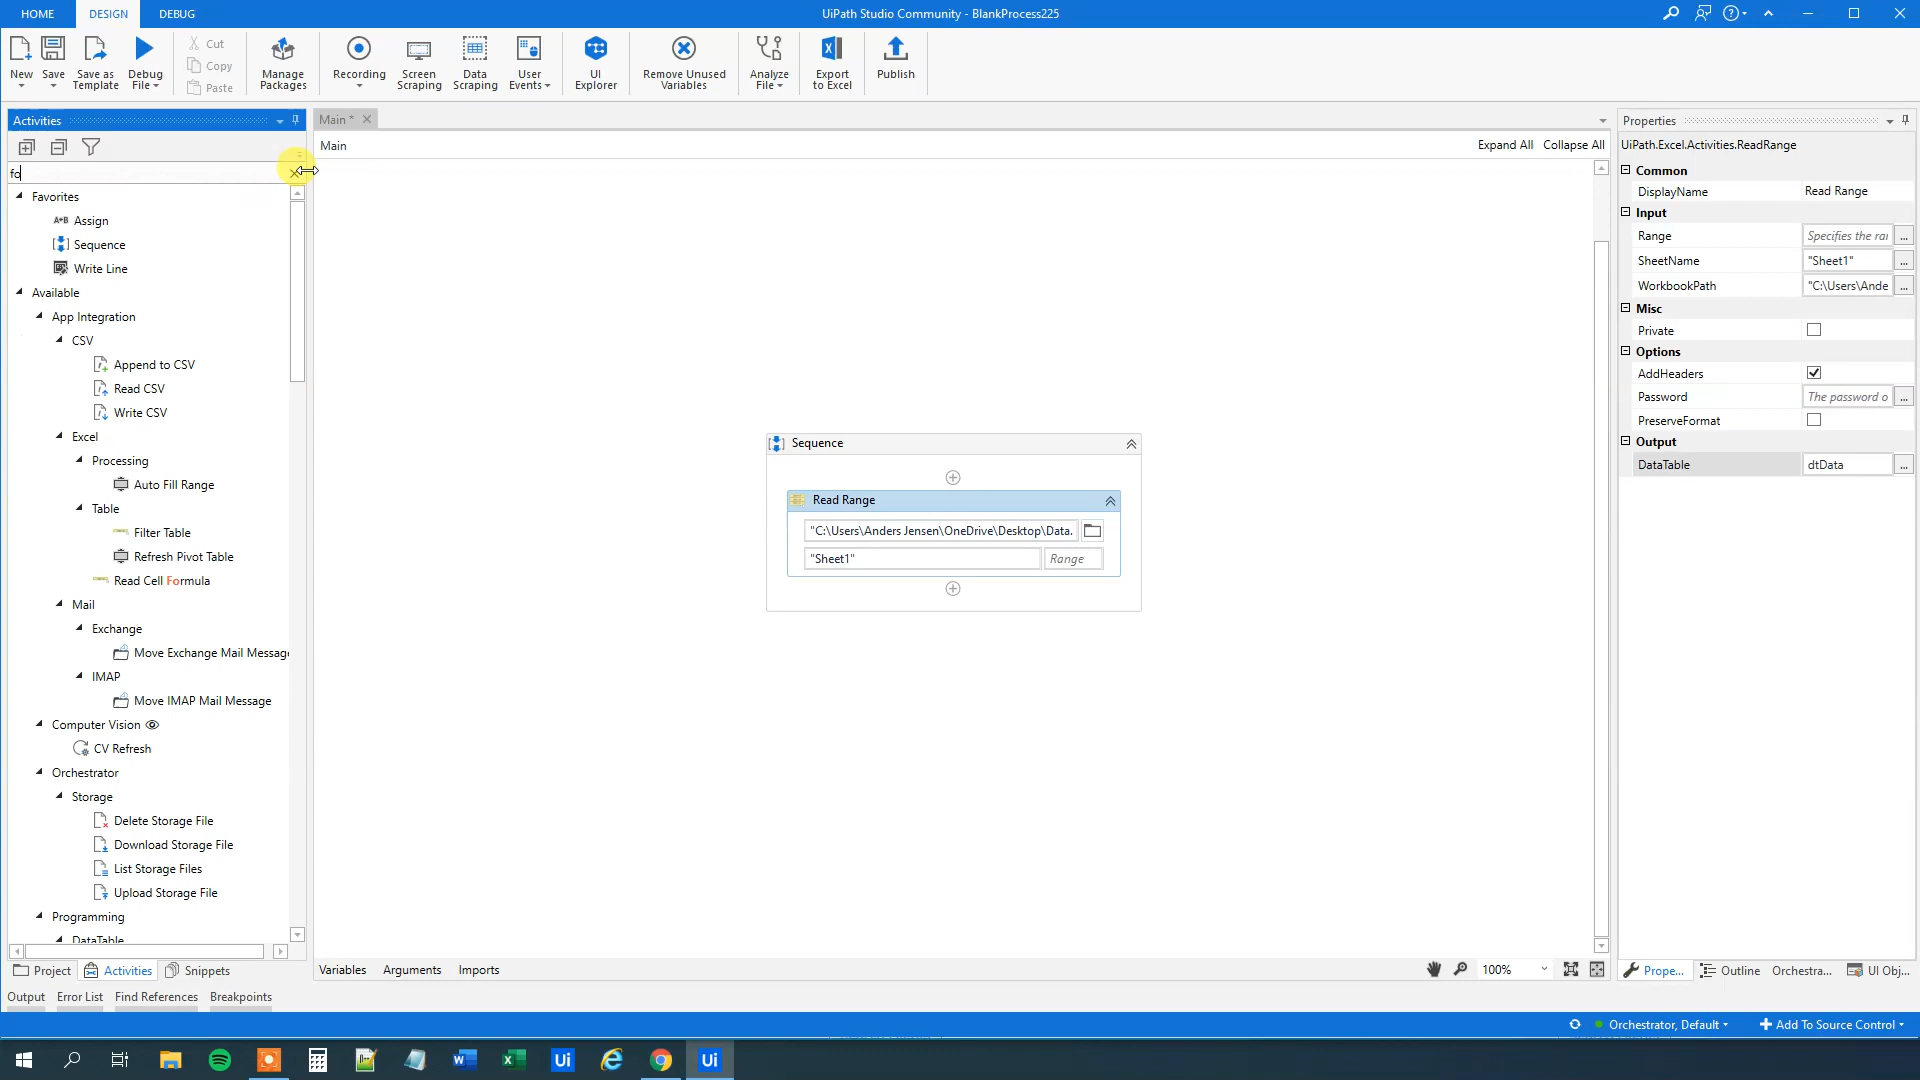 HOME DESIGN DEBUG UiPath Studio Community - BlankProcess225
New Save Save as Template Debug File Cut Copy Paste Manage Packages Recording Screen Scraping Data Scraping User Events UI Explorer Remove Unused Variables Analyze File Export to Excel Publish
Activities
fo
Favorites
Assign
Sequence
Write Line
Available
App Integration
CSV
Append to CSV
Read CSV
Write CSV
Excel
Processing
Auto Fill Range
Table
Filter Table
Refresh Pivot Table
Read Cell Formula
Mail
Exchange
Move Exchange Mail Message
IMAP
Move IMAP Mail Message
Computer Vision
CV Refresh
Orchestrator
Storage
Delete Storage File
Download Storage File
List Storage Files
Upload Storage File
Programming
DataTable
Project Activities Snippets
Main *
Main Expand All Collapse All
Sequence
Read Range
"C:\Users\Anders Jensen\OneDrive\Desktop\Data.
"Sheet1" Range
Variables Arguments Imports 100%
Properties
UiPath.Excel.Activities.ReadRange
Common
DisplayName Read Range
Input
Range Specifies the rai
SheetName "Sheet1" ...
WorkbookPath "C:\Users\Ande ...
Misc
Private
Options
AddHeaders
Password The password o ...
PreserveFormat
Output
DataTable dtData ...
Prope... Outline Orchestra... UI Obj...
Output Error List Find References Breakpoints
Orchestrator, Default Add To Source Control